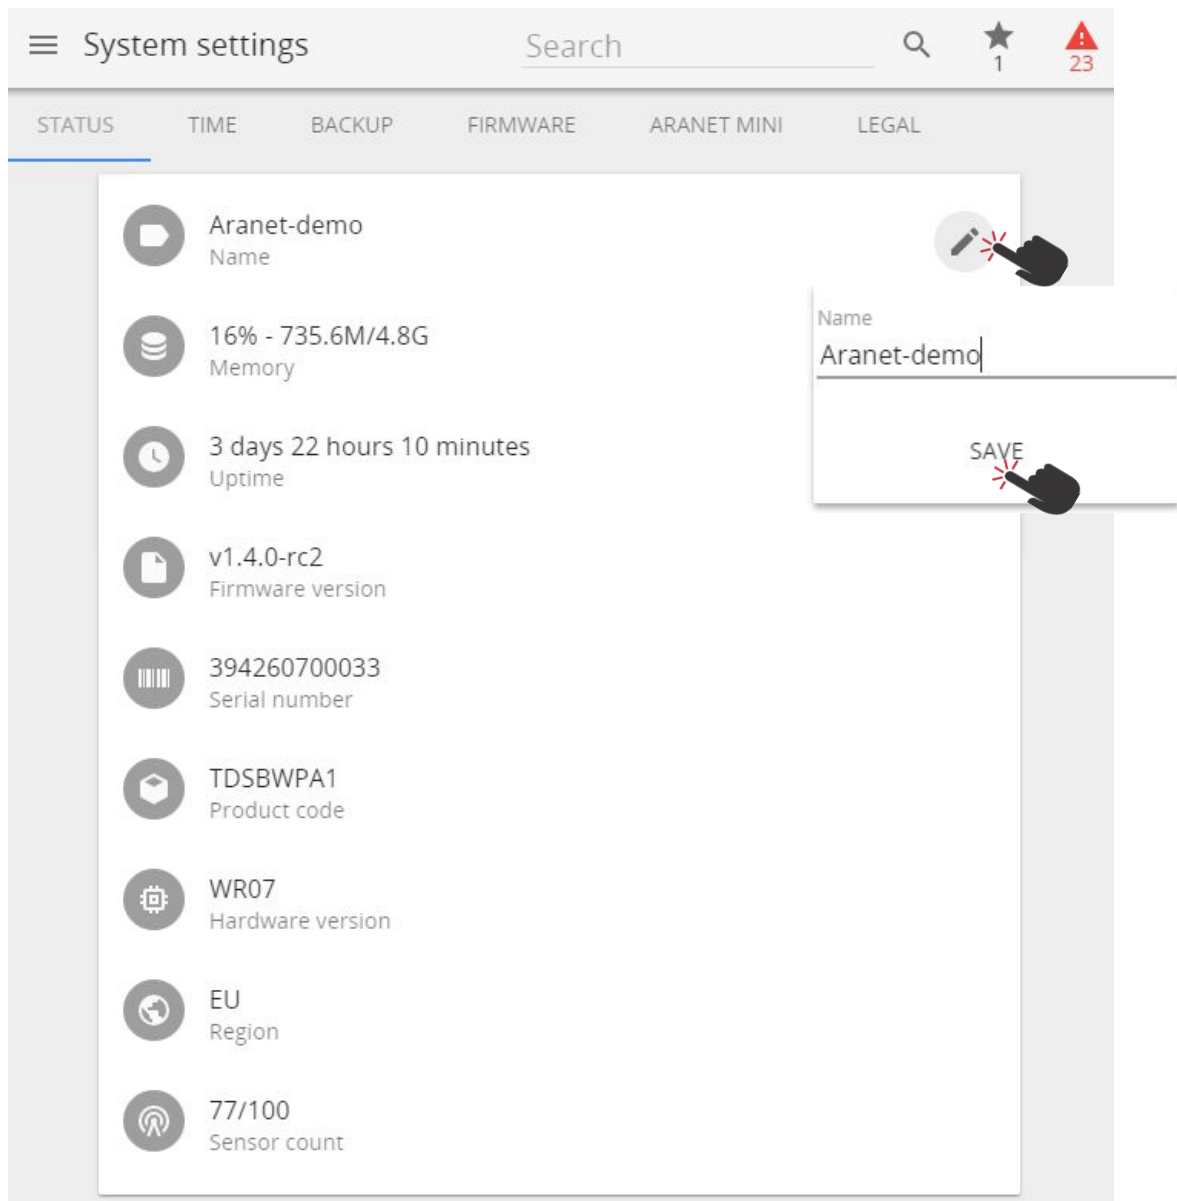 System settings
Search
1
23
STATUS TIME BACKUP FIRMWARE ARANET MINI LEGAL
Aranet-demo
Name
Name
Aranet-demo
SAVE
16% - 735.6M/4.8G
Memory
3 days 22 hours 10 minutes
Uptime
v1.4.0-rc2
Firmware version
394260700033
Serial number
TDSBWPA1
Product code
WR07
Hardware version
EU
Region
77/100
Sensor count